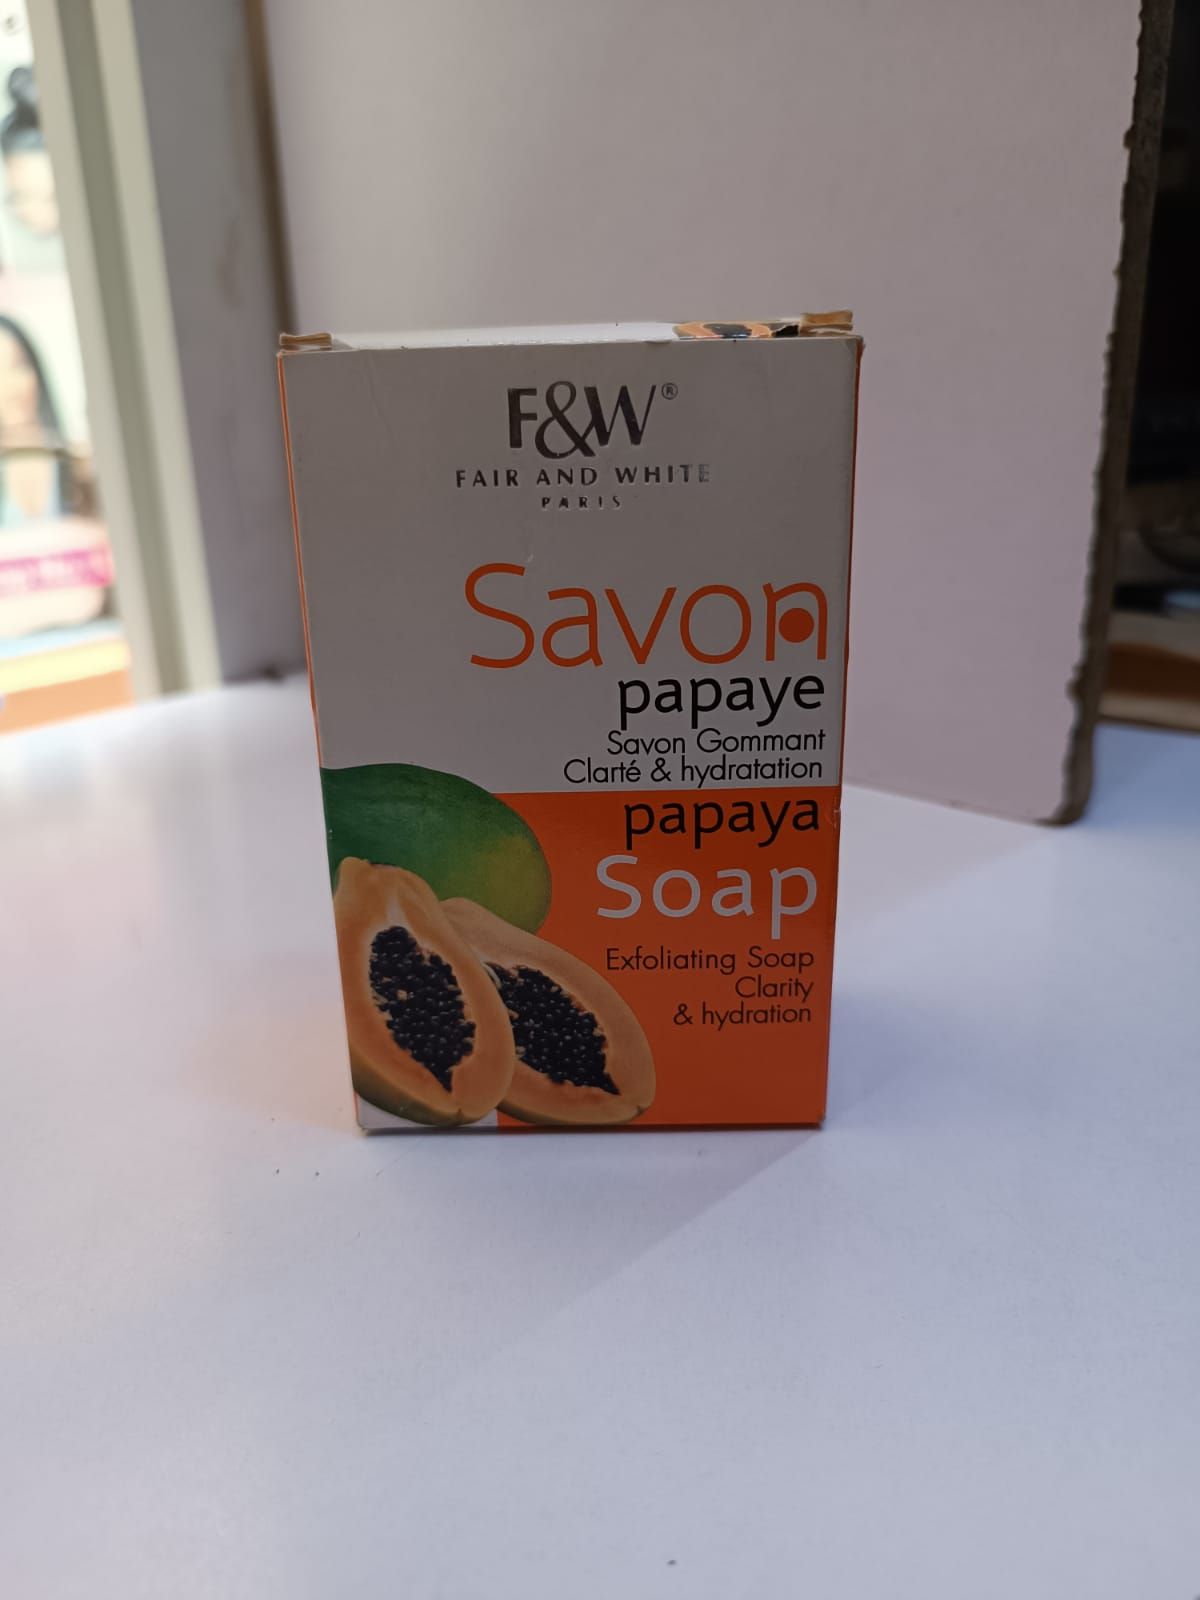 F&W®
FAIR AND WHITE
PARIS
Savon
papaye
Savon Gommant
Clarté & hydratation
papaya
Soap
Exfoliating Soap
Clarity
& hydration